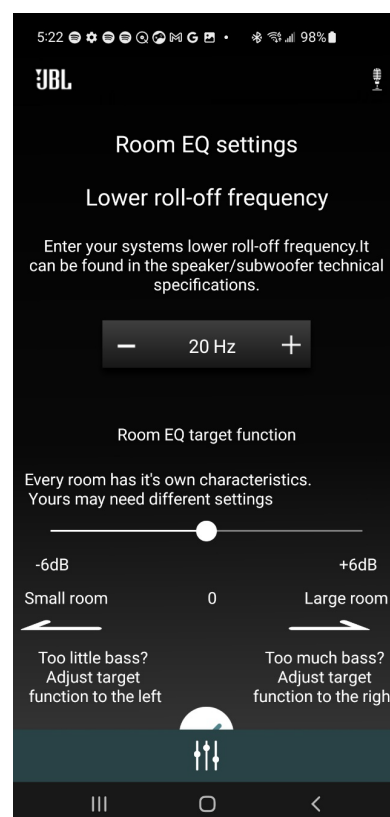 5:22 98%
JBL
Room EQ settings
Lower roll-off frequency
Enter your systems lower roll-off frequency.It
can be found in the speaker/subwoofer technical
specifications.
− 20 Hz +
Room EQ target function
Every room has it's own characteristics.
Yours may need different settings
-6dB +6dB
Small room 0 Large room
Too little bass? Too much bass?
Adjust target Adjust target
function to the left function to the righ